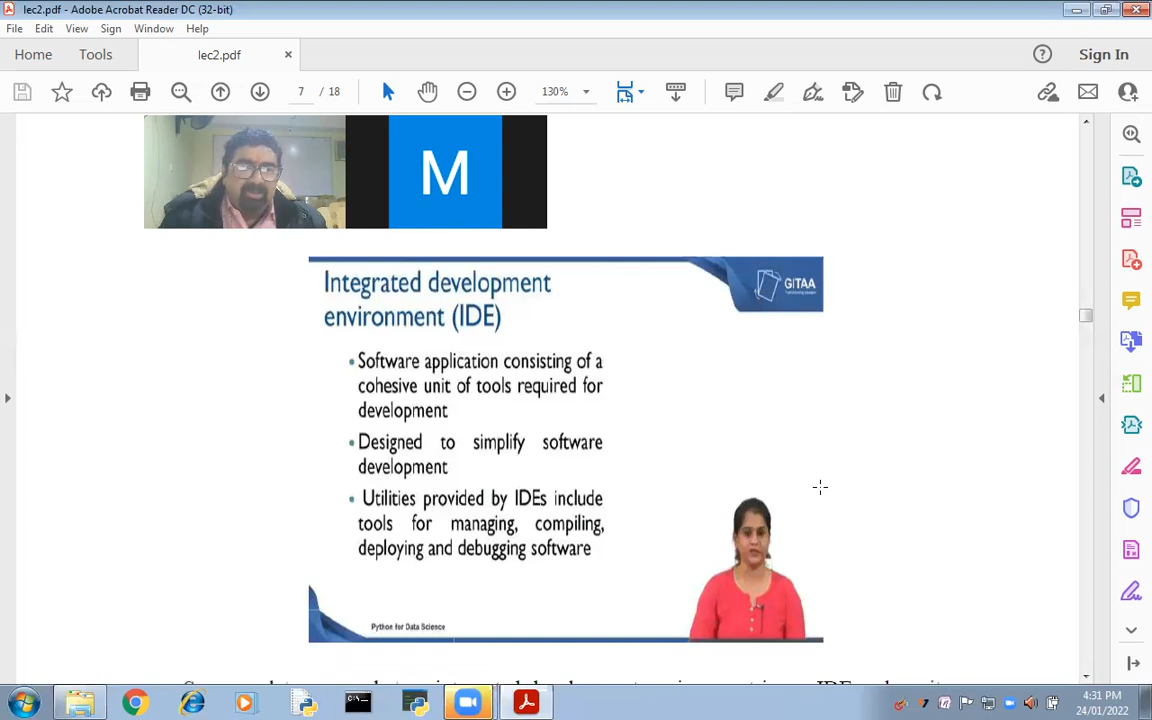 lec2.pdf - Adobe Acrobat Reader DC (32-bit)
File Edit View Sign Window Help
Home Tools lec2.pdf × Sign In
7 / 18 130%
M
Integrated development
environment (IDE)
GITAA
• Software application consisting of a
cohesive unit of tools required for
development
• Designed to simplify software
development
• Utilities provided by IDEs include
tools for managing, compiling,
deploying and debugging software
Python for Data Science
4:31 PM
24/01/2022